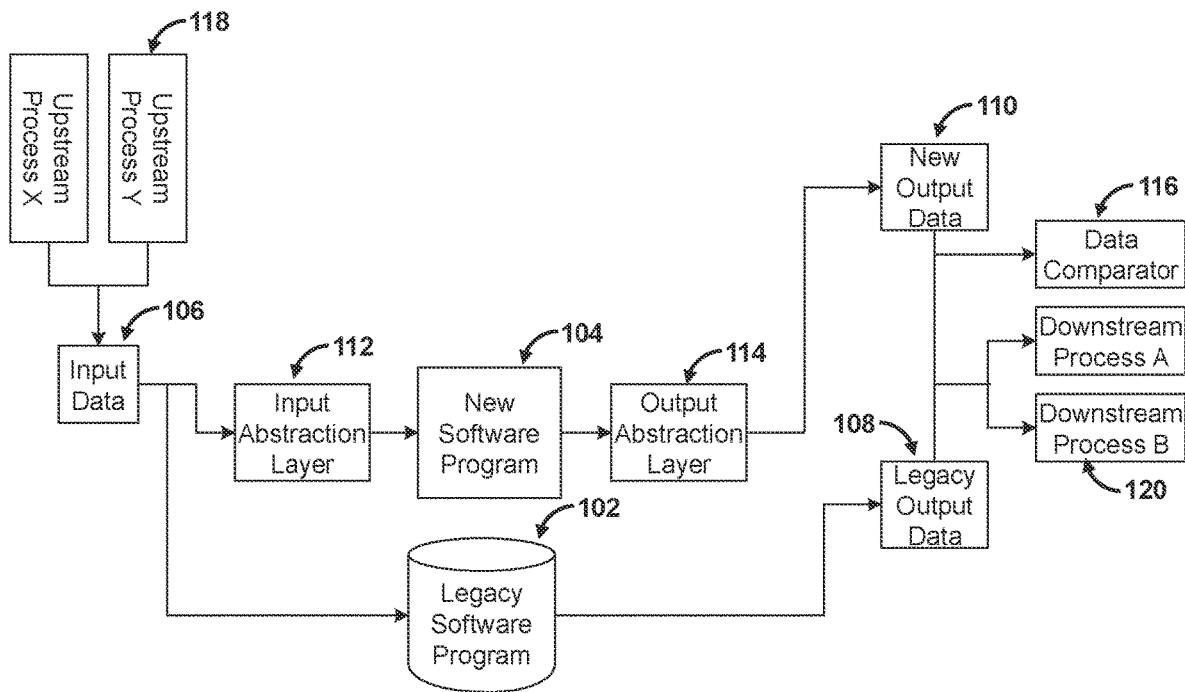 118
Upstream
Process X
Upstream
Process Y
110
New
Output
Data
116
Data
Comparator
106
Input
Data
112
Input
Abstraction
Layer
104
New
Software
Program
114
Output
Abstraction
Layer
Downstream
Process A
Downstream
Process B
120
108
Legacy
Output
Data
102
Legacy
Software
Program